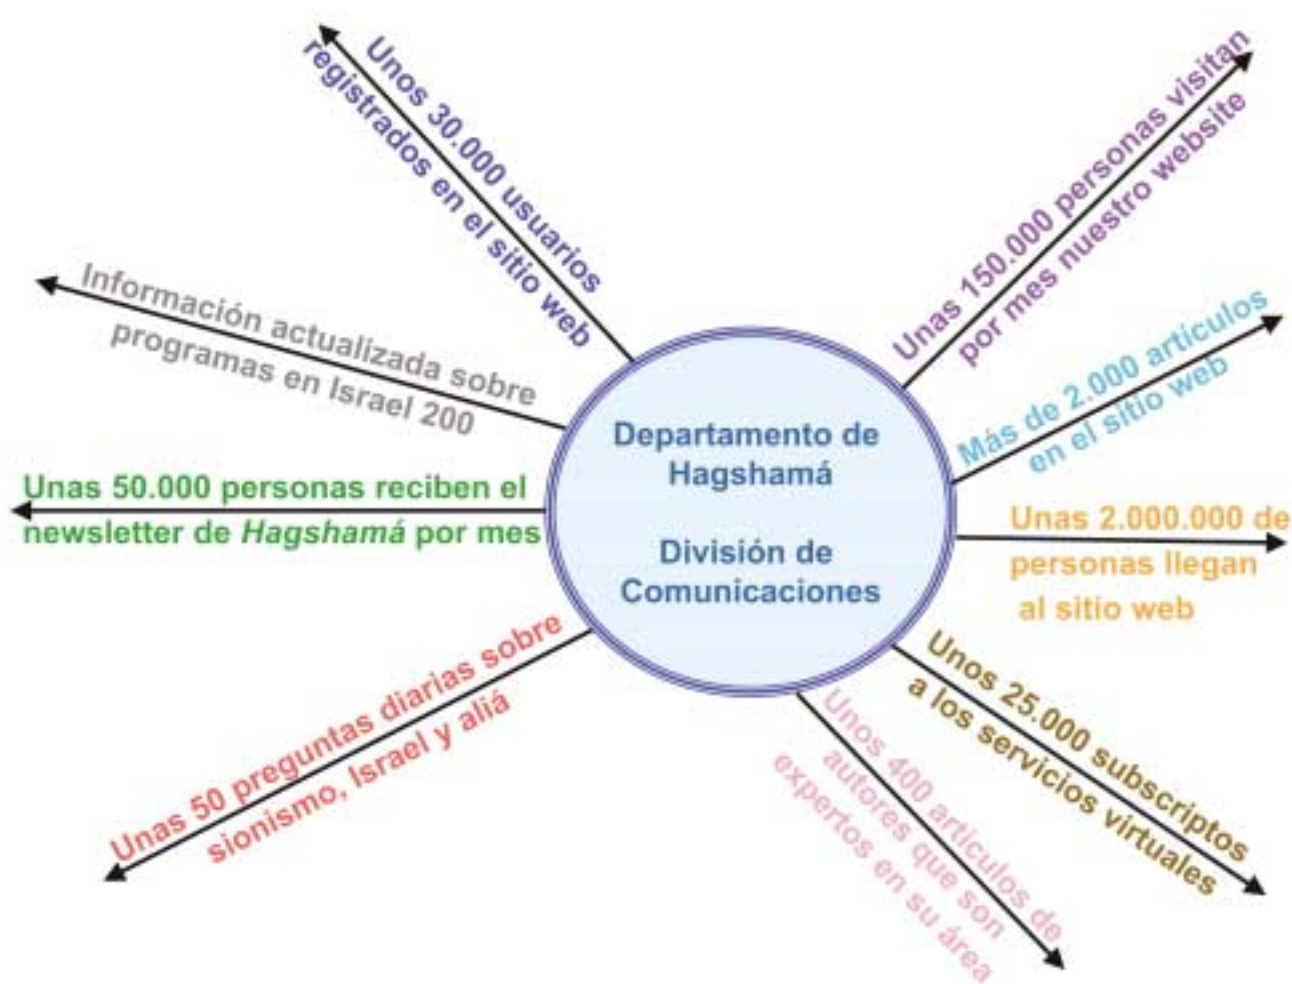 Unos 30.000 usuarios
registrados en el sitio web
Unas 150.000 personas visitan
por mes nuestro website
Información actualizada sobre
programas en Israel 200
Más de 2.000 artículos
en el sitio web
Departamento de
Hagshamá
División de
Comunicaciones
Unas 50.000 personas reciben el
newsletter de Hagshamá por mes
Unas 2.000.000 de
personas llegan
al sitio web
Unas 50 preguntas diarias sobre
sionismo, Israel y aliá
Unos 25.000 subscriptos
a los servicios virtuales
Unos 400 artículos de
autores que son
expertos en su área